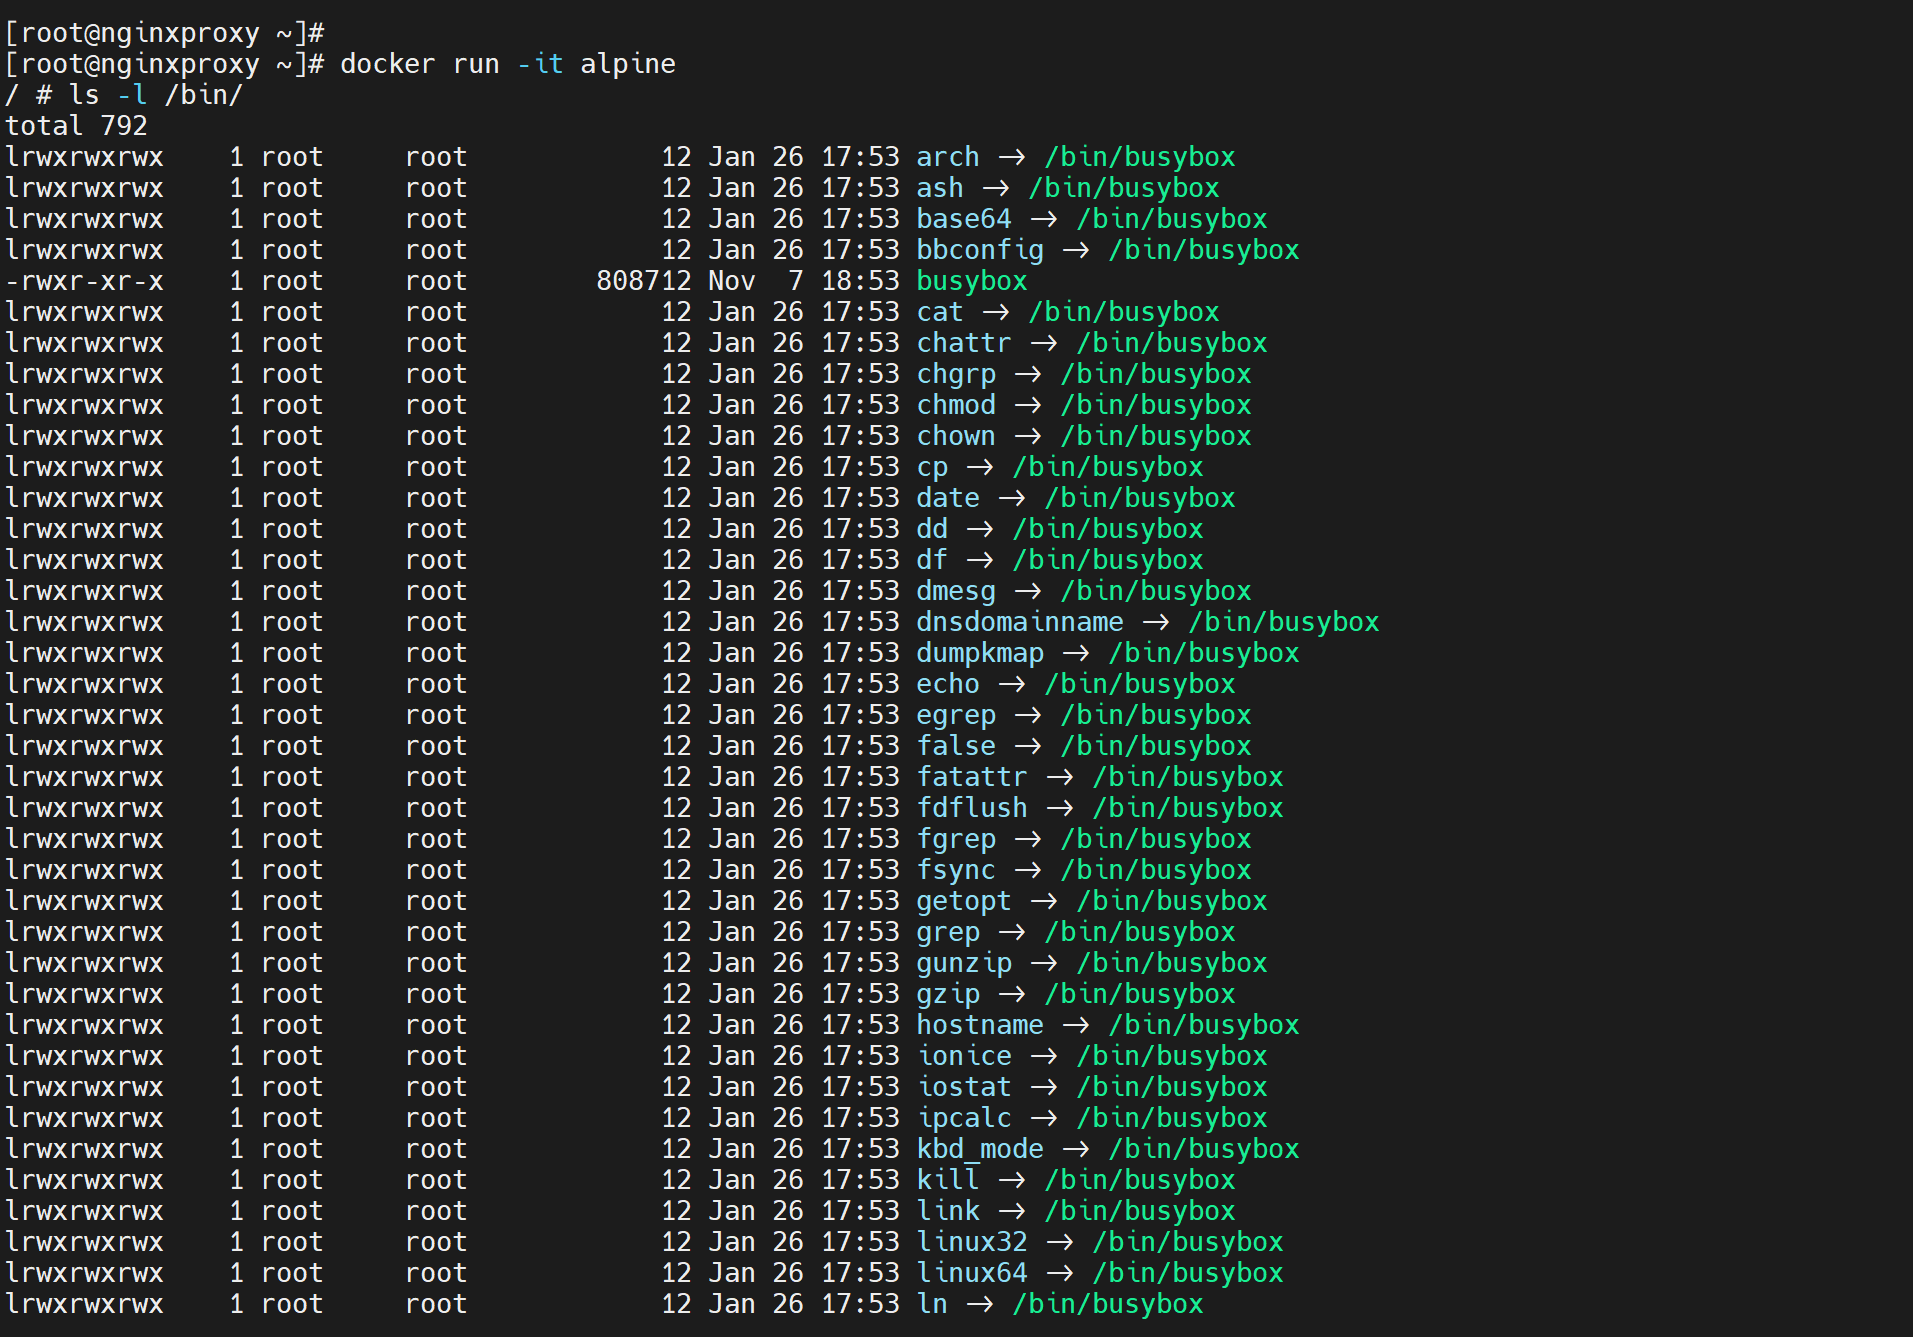 [root@nginxproxy ~]#
[root@nginxproxy ~]# docker run -it alpine
/ # ls -l /bin/
total 792
lrwxrwxrwx    1 root     root            12 Jan 26 17:53 arch -> /bin/busybox
lrwxrwxrwx    1 root     root            12 Jan 26 17:53 ash -> /bin/busybox
lrwxrwxrwx    1 root     root            12 Jan 26 17:53 base64 -> /bin/busybox
lrwxrwxrwx    1 root     root            12 Jan 26 17:53 bbconfig -> /bin/busybox
-rwxr-xr-x    1 root     root        808712 Nov  7 18:53 busybox
lrwxrwxrwx    1 root     root            12 Jan 26 17:53 cat -> /bin/busybox
lrwxrwxrwx    1 root     root            12 Jan 26 17:53 chattr -> /bin/busybox
lrwxrwxrwx    1 root     root            12 Jan 26 17:53 chgrp -> /bin/busybox
lrwxrwxrwx    1 root     root            12 Jan 26 17:53 chmod -> /bin/busybox
lrwxrwxrwx    1 root     root            12 Jan 26 17:53 chown -> /bin/busybox
lrwxrwxrwx    1 root     root            12 Jan 26 17:53 cp -> /bin/busybox
lrwxrwxrwx    1 root     root            12 Jan 26 17:53 date -> /bin/busybox
lrwxrwxrwx    1 root     root            12 Jan 26 17:53 dd -> /bin/busybox
lrwxrwxrwx    1 root     root            12 Jan 26 17:53 df -> /bin/busybox
lrwxrwxrwx    1 root     root            12 Jan 26 17:53 dmesg -> /bin/busybox
lrwxrwxrwx    1 root     root            12 Jan 26 17:53 dnsdomainname -> /bin/busybox
lrwxrwxrwx    1 root     root            12 Jan 26 17:53 dumpkmap -> /bin/busybox
lrwxrwxrwx    1 root     root            12 Jan 26 17:53 echo -> /bin/busybox
lrwxrwxrwx    1 root     root            12 Jan 26 17:53 egrep -> /bin/busybox
lrwxrwxrwx    1 root     root            12 Jan 26 17:53 false -> /bin/busybox
lrwxrwxrwx    1 root     root            12 Jan 26 17:53 fatattr -> /bin/busybox
lrwxrwxrwx    1 root     root            12 Jan 26 17:53 fdflush -> /bin/busybox
lrwxrwxrwx    1 root     root            12 Jan 26 17:53 fgrep -> /bin/busybox
lrwxrwxrwx    1 root     root            12 Jan 26 17:53 fsync -> /bin/busybox
lrwxrwxrwx    1 root     root            12 Jan 26 17:53 getopt -> /bin/busybox
lrwxrwxrwx    1 root     root            12 Jan 26 17:53 grep -> /bin/busybox
lrwxrwxrwx    1 root     root            12 Jan 26 17:53 gunzip -> /bin/busybox
lrwxrwxrwx    1 root     root            12 Jan 26 17:53 gzip -> /bin/busybox
lrwxrwxrwx    1 root     root            12 Jan 26 17:53 hostname -> /bin/busybox
lrwxrwxrwx    1 root     root            12 Jan 26 17:53 ionice -> /bin/busybox
lrwxrwxrwx    1 root     root            12 Jan 26 17:53 iostat -> /bin/busybox
lrwxrwxrwx    1 root     root            12 Jan 26 17:53 ipcalc -> /bin/busybox
lrwxrwxrwx    1 root     root            12 Jan 26 17:53 kbd_mode -> /bin/busybox
lrwxrwxrwx    1 root     root            12 Jan 26 17:53 kill -> /bin/busybox
lrwxrwxrwx    1 root     root            12 Jan 26 17:53 link -> /bin/busybox
lrwxrwxrwx    1 root     root            12 Jan 26 17:53 linux32 -> /bin/busybox
lrwxrwxrwx    1 root     root            12 Jan 26 17:53 linux64 -> /bin/busybox
lrwxrwxrwx    1 root     root            12 Jan 26 17:53 ln -> /bin/busybox